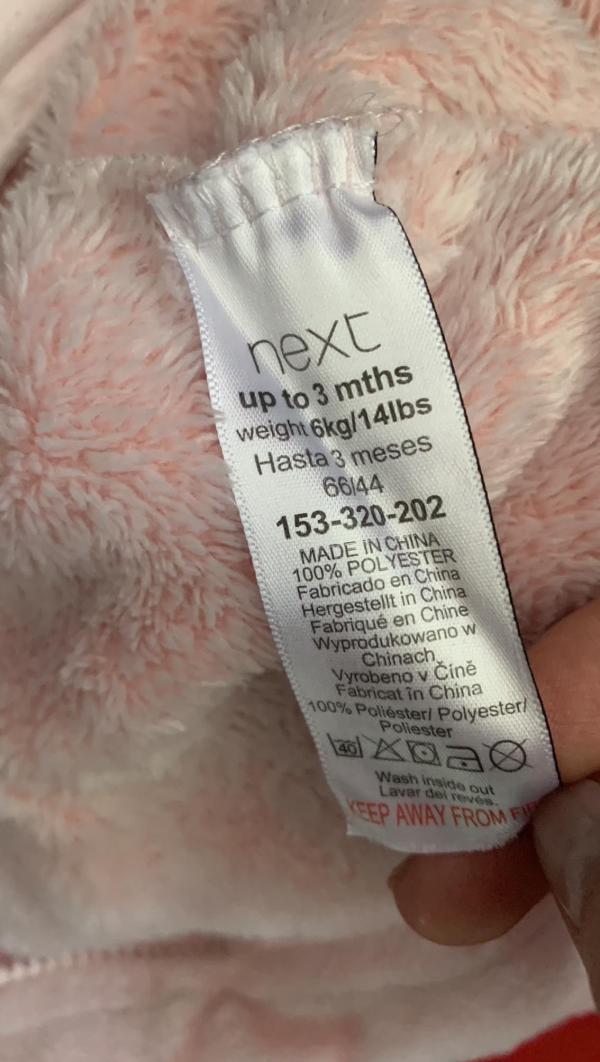 next
up to 3 mths
weight 6kg/14lbs
Hasta 3 meses
66/44
153-320-202
MADE IN CHINA
100% POLYESTER
Fabricado en China
Hergestellt in China
Fabriqué en Chine
Wyprodukowano w
Chinach
Vyrobeno v Číně
Fabricat în China
100% Poliéster/ Polyester/
Poliester
40
Wash inside out
Lavar del revés.
KEEP AWAY FROM